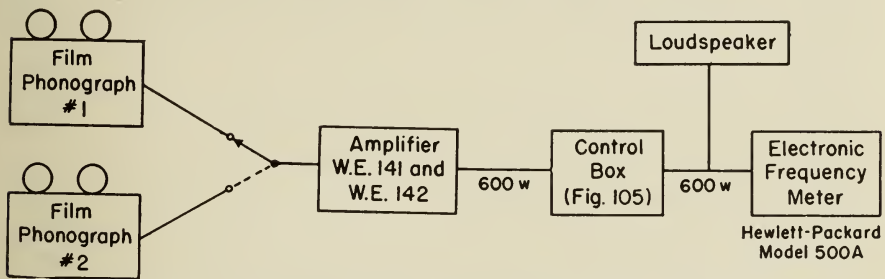 Film
Phonograph
#1
Film
Phonograph
#2
Amplifier
W.E. 141 and
W.E. 142
600 w
Control
Box
(Fig. 105)
600 w
Loudspeaker
Electronic
Frequency
Meter
Hewlett-Packard
Model 500A